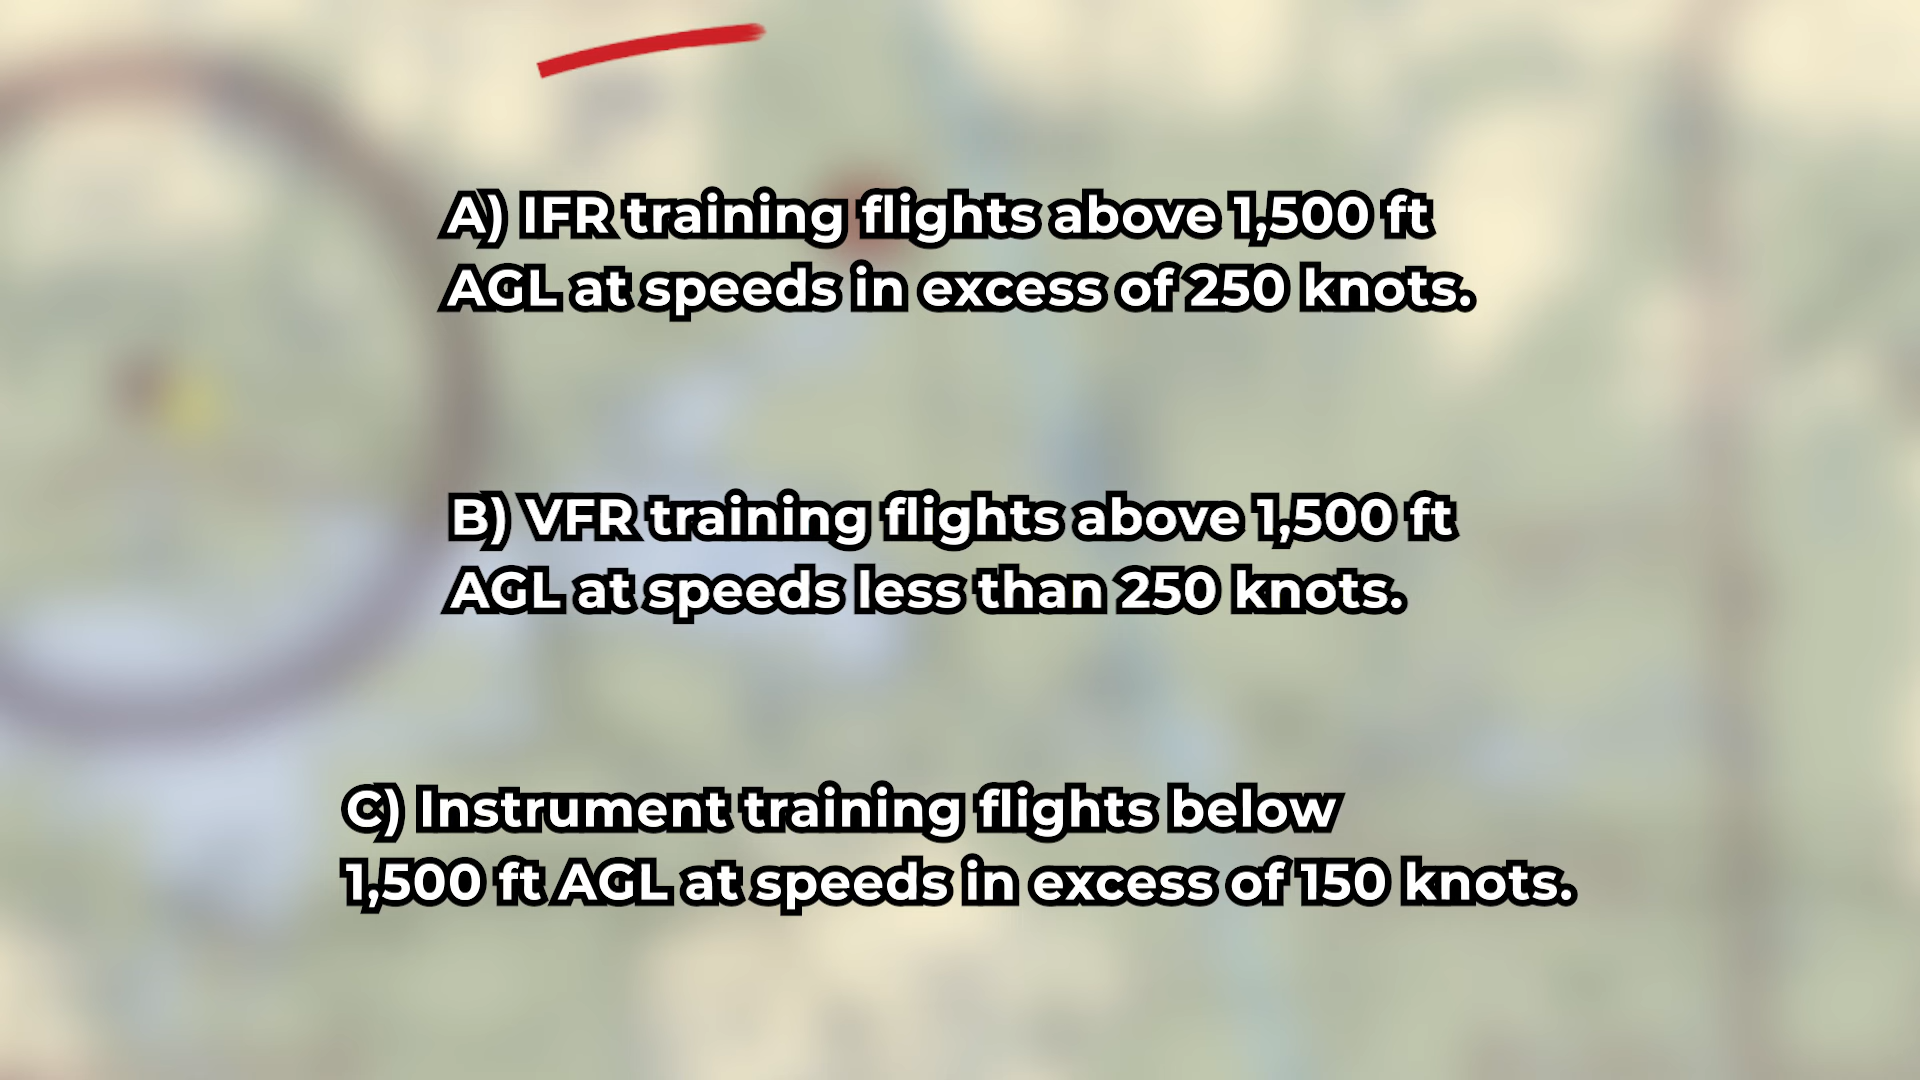 A) IFR training flights above 1,500 ft
AGL at speeds in excess of 250 knots.
B) VFR training flights above 1,500 ft
AGL at speeds less than 250 knots.
C) Instrument training flights below
1,500 ft AGL at speeds in excess of 150 knots.